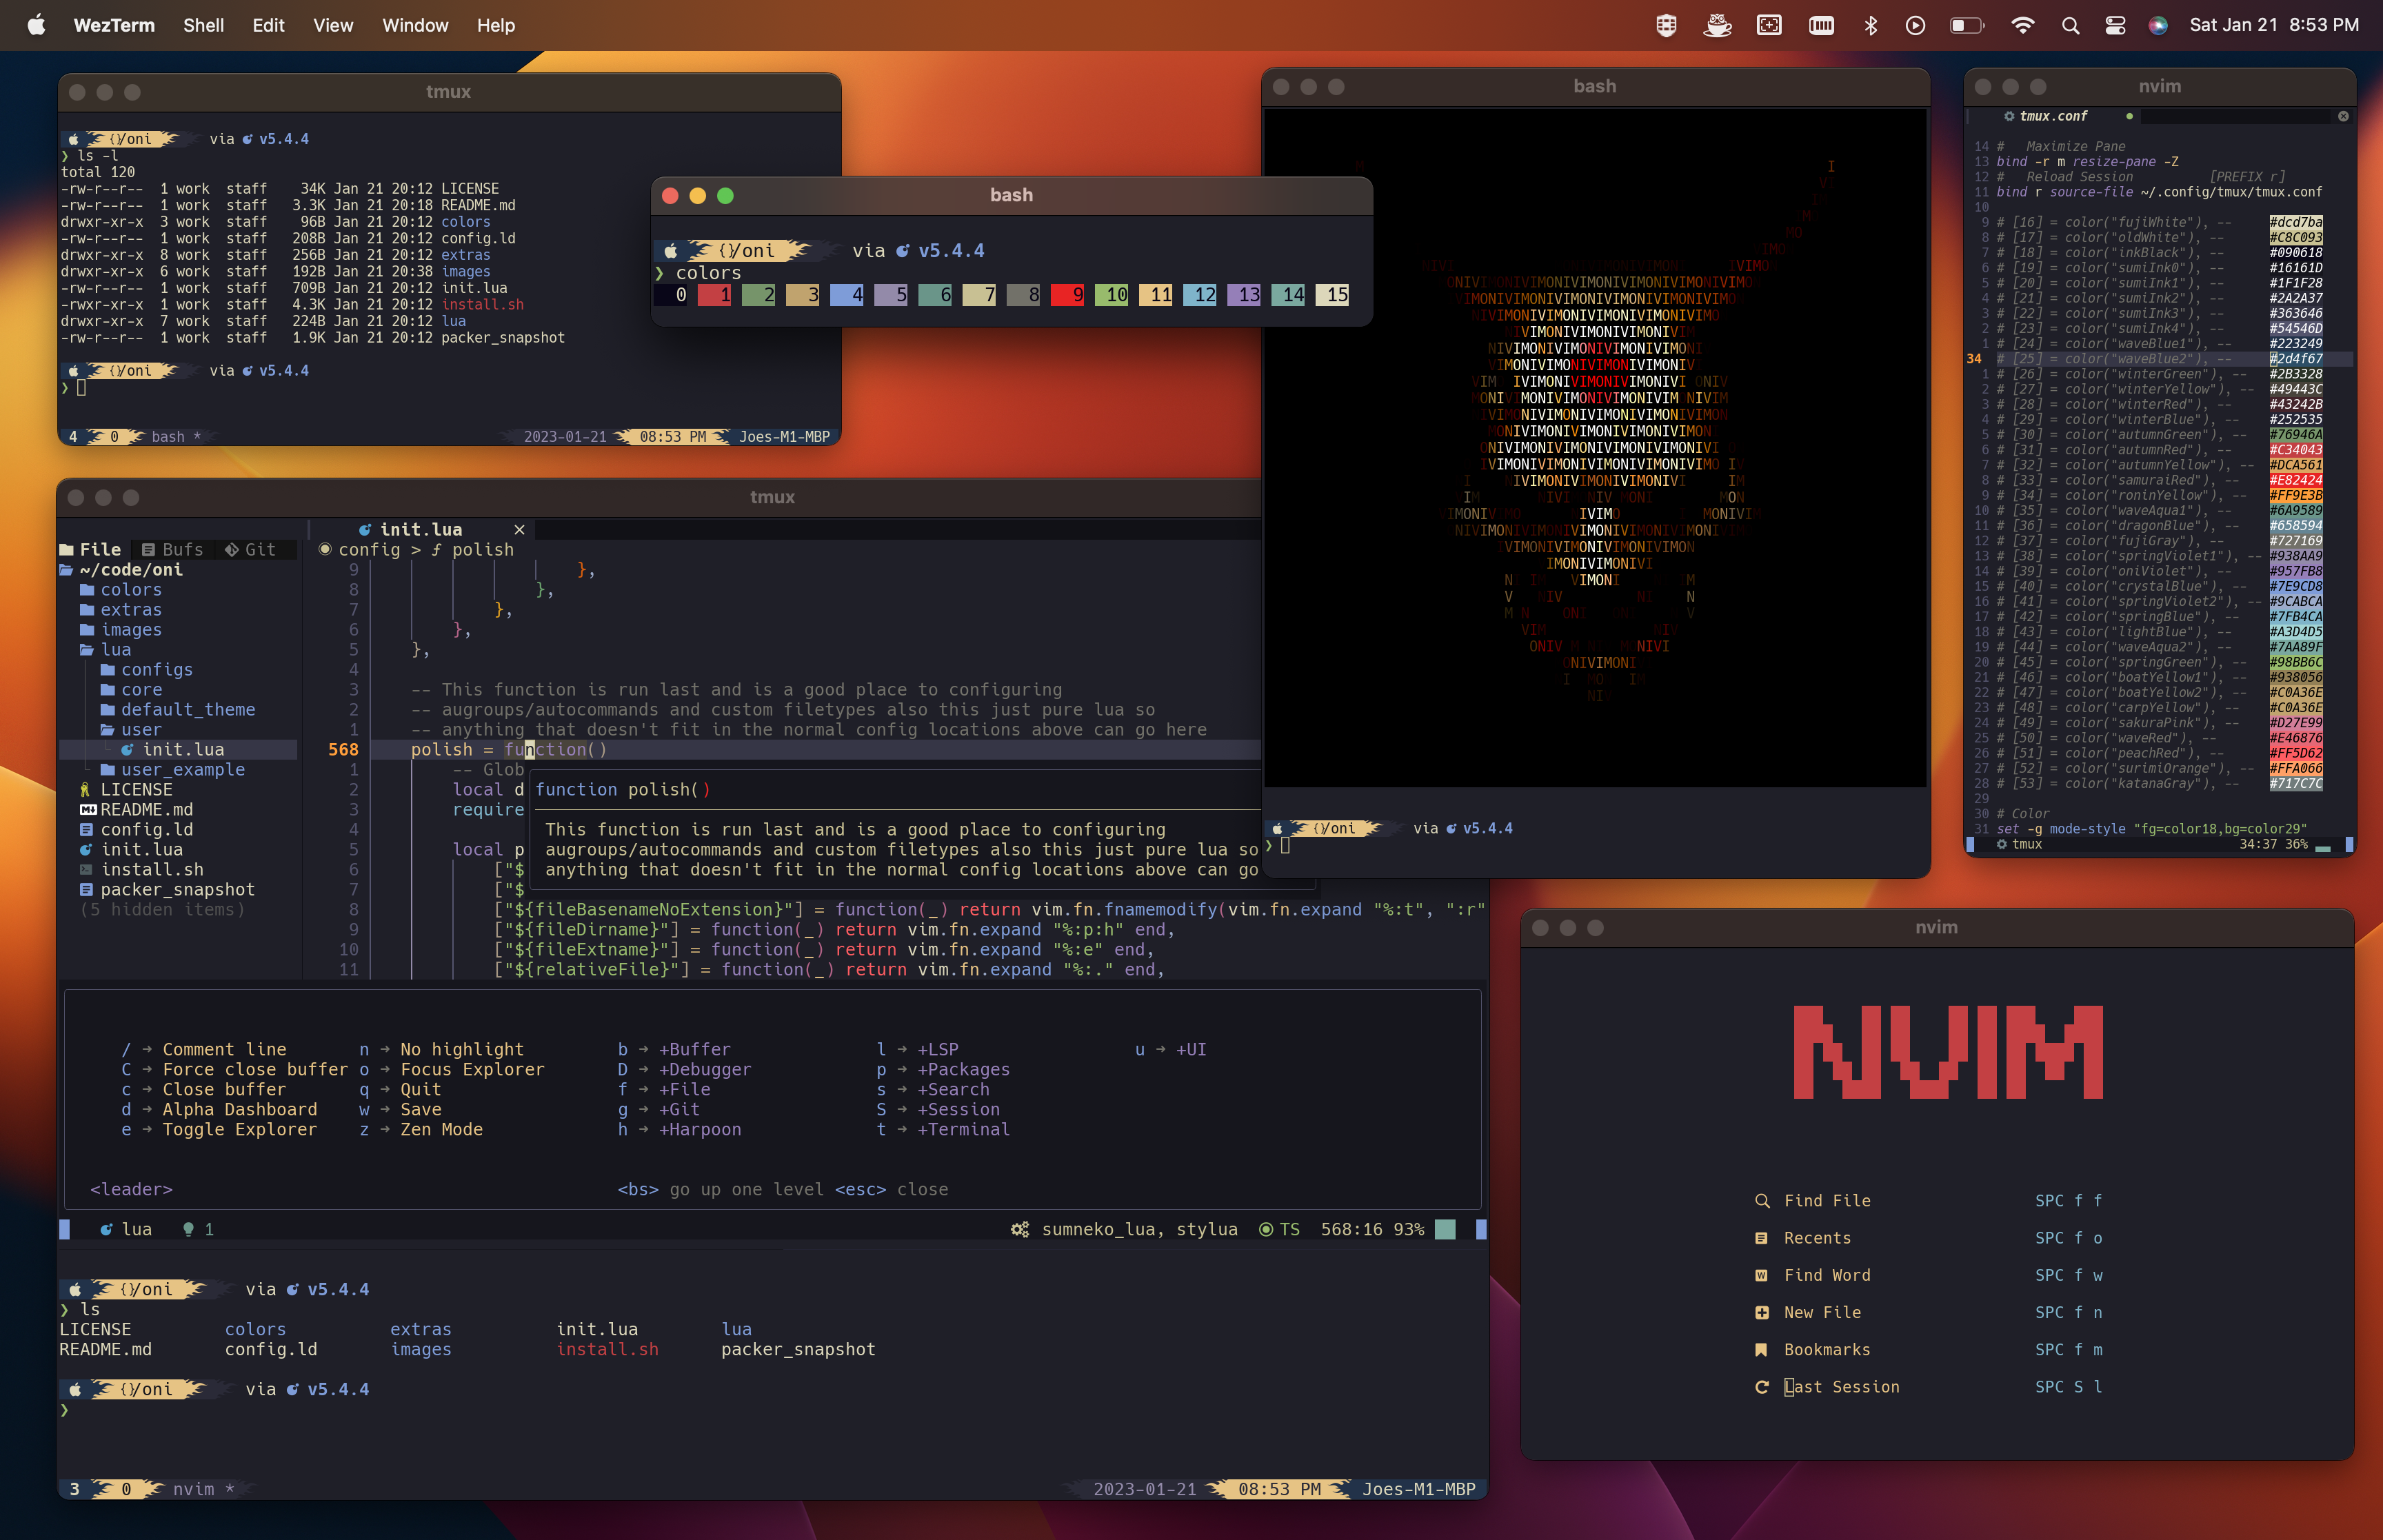 WezTerm Shell Edit View Window Help
Sat Jan 21 8:53 PM
tmux
{}/oni via v5.4.4
❯ ls -l
total 120
-rw-r--r-- 1 work staff 34K Jan 21 20:12 LICENSE
-rw-r--r-- 1 work staff 3.3K Jan 21 20:18 README.md
drwxr-xr-x 3 work staff 96B Jan 21 20:12 colors
-rw-r--r-- 1 work staff 208B Jan 21 20:12 config.ld
drwxr-xr-x 8 work staff 256B Jan 21 20:12 extras
drwxr-xr-x 6 work staff 192B Jan 21 20:38 images
-rw-r--r-- 1 work staff 709B Jan 21 20:12 init.lua
-rwxr-xr-x 1 work staff 4.3K Jan 21 20:12 install.sh
drwxr-xr-x 7 work staff 224B Jan 21 20:12 lua
-rw-r--r-- 1 work staff 1.9K Jan 21 20:12 packer_snapshot
{}/oni via v5.4.4
❯
4 0 bash * 2023-01-21 08:53 PM Joes-M1-MBP
bash
{}/oni via v5.4.4
❯ colors
0 1 2 3 4 5 6 7 8 9 10 11 12 13 14 15
bash
{}/oni via v5.4.4
❯
nvim
tmux.conf
14 # Maximize Pane
13 bind -r m resize-pane -Z
12 # Reload Session [PREFIX r]
11 bind r source-file ~/.config/tmux/tmux.conf
10
9 # [16] = color("fujiWhite"), -- #dcd7ba
8 # [17] = color("oldWhite"), -- #C8C093
7 # [18] = color("inkBlack"), -- #090618
6 # [19] = color("sumiInk0"), -- #16161D
5 # [20] = color("sumiInk1"), -- #1F1F28
4 # [21] = color("sumiInk2"), -- #2A2A37
3 # [22] = color("sumiInk3"), -- #363646
2 # [23] = color("sumiInk4"), -- #54546D
1 # [24] = color("waveBlue1"), -- #223249
34 # [25] = color("waveBlue2"), -- #2d4f67
1 # [26] = color("winterGreen"), -- #2B3328
2 # [27] = color("winterYellow"), -- #49443C
3 # [28] = color("winterRed"), -- #43242B
4 # [29] = color("winterBlue"), -- #252535
5 # [30] = color("autumnGreen"), -- #76946A
6 # [31] = color("autumnRed"), -- #C34043
7 # [32] = color("autumnYellow"), -- #DCA561
8 # [33] = color("samuraiRed"), -- #E82424
9 # [34] = color("roninYellow"), -- #FF9E3B
10 # [35] = color("waveAqua1"), -- #6A9589
11 # [36] = color("dragonBlue"), -- #658594
12 # [37] = color("fujiGray"), -- #727169
13 # [38] = color("springViolet1"), -- #938AA9
14 # [39] = color("oniViolet"), -- #957FB8
15 # [40] = color("crystalBlue"), -- #7E9CD8
16 # [41] = color("springViolet2"), -- #9CABCA
17 # [42] = color("springBlue"), -- #7FB4CA
18 # [43] = color("lightBlue"), -- #A3D4D5
19 # [44] = color("waveAqua2"), -- #7AA89F
20 # [45] = color("springGreen"), -- #98BB6C
21 # [46] = color("boatYellow1"), -- #938056
22 # [47] = color("boatYellow2"), -- #C0A36E
23 # [48] = color("carpYellow"), -- #C0A36E
24 # [49] = color("sakuraPink"), -- #D27E99
25 # [50] = color("waveRed"), -- #E46876
26 # [51] = color("peachRed"), -- #FF5D62
27 # [52] = color("surimiOrange"), -- #FFA066
28 # [53] = color("katanaGray"), -- #717C7C
29
30 # Color
31 set -g mode-style "fg=color18,bg=color29"
tmux 34:37 36%
tmux
init.lua
File Bufs Git
~/code/oni
colors
extras
images
lua
configs
core
default_theme
user
init.lua
user_example
LICENSE
README.md
config.ld
init.lua
install.sh
packer_snapshot
(5 hidden items)
config > ƒ polish
9 },
8 },
7 },
6 },
5 },
4
3 -- This function is run last and is a good place to configuring
2 -- augroups/autocommands and custom filetypes also this just pure lua so
1 -- anything that doesn't fit in the normal config locations above can go here
568 polish = function()
1 -- Glob
2 local d
3 require
4
5 local p
6 ["$
7 ["$
function polish()
This function is run last and is a good place to configuring
augroups/autocommands and custom filetypes also this just pure lua so
anything that doesn't fit in the normal config locations above can go
8 ["${fileBasenameNoExtension}"] = function(_) return vim.fn.fnamemodify(vim.fn.expand "%:t", ":r"
9 ["${fileDirname}"] = function(_) return vim.fn.expand "%:p:h" end,
10 ["${fileExtname}"] = function(_) return vim.fn.expand "%:e" end,
11 ["${relativeFile}"] = function(_) return vim.fn.expand "%:." end,
/ → Comment line n → No highlight b → +Buffer l → +LSP u → +UI
C → Force close buffer o → Focus Explorer D → +Debugger p → +Packages
c → Close buffer q → Quit f → +File s → +Search
d → Alpha Dashboard w → Save g → +Git S → +Session
e → Toggle Explorer z → Zen Mode h → +Harpoon t → +Terminal
<leader> <bs> go up one level <esc> close
lua 1 sumneko_lua, stylua TS 568:16 93%
{}/oni via v5.4.4
❯ ls
LICENSE colors extras init.lua lua
README.md config.ld images install.sh packer_snapshot
{}/oni via v5.4.4
❯
3 0 nvim * 2023-01-21 08:53 PM Joes-M1-MBP
nvim
NVIM
Find File SPC f f
Recents SPC f o
Find Word SPC f w
New File SPC f n
Bookmarks SPC f m
Last Session SPC S l